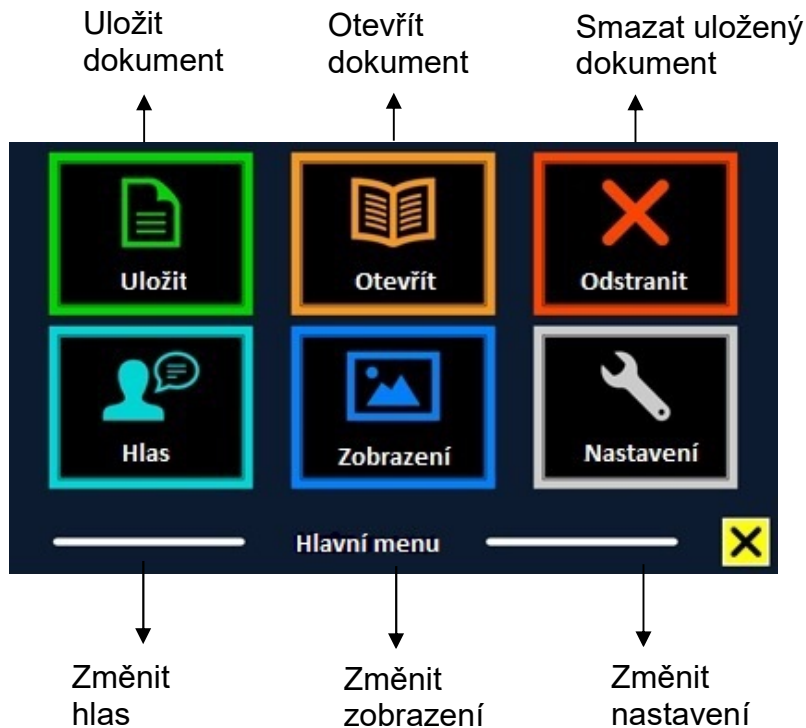 Uložit
dokument
Otevřít
dokument
Smazat uložený
dokument
Uložit
Otevřít
Odstranit
Hlas
Zobrazení
Nastavení
Hlavní menu
Změnit
hlas
Změnit
zobrazení
Změnit
nastavení